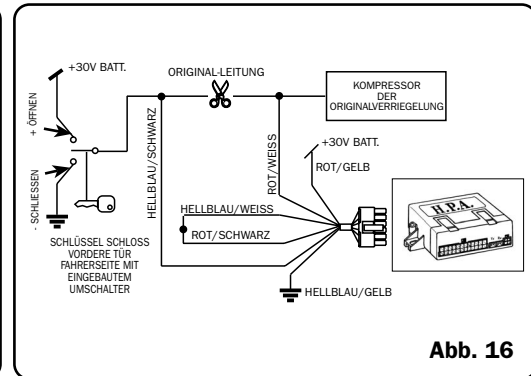 +30V BATT.
+ ÖFFNEN
- SCHLIESSEN
SCHLÜSSEL SCHLOSS
VORDERE TÜR
FAHRERSEITE MIT
EINGEBAUTEM
UMSCHALTER
ORIGINAL-LEITUNG
HELLBLAU/SCHWARZ
ROT/WEISS
KOMPRESSOR
DER
ORIGINALVERRIEGELUNG
+30V BATT.
ROT/GELB
HELLBLAU/WEISS
ROT/SCHWARZ
HELLBLAU/GELB
H.P.A.
Abb. 16